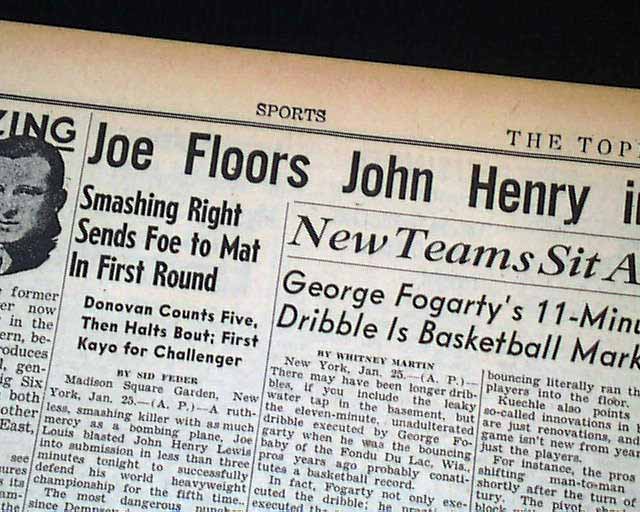 SPORTS
THE TOP
ZING
Joe Floors John Henry i
Smashing Right
Sends Foe to Mat
In First Round
Donovan Counts Five,
Then Halts Bout; First
Kayo for Challenger
BY SID FEDER
Madison Square Garden, New
York, Jan. 25.—(A. P.)—A ruth-
less, smashing killer with as much
mercy as a bombing plane, Joe
Louis blasted John Henry Lewis
into submission in less than three
minutes tonight to successfully
defend his world heavyweight
championship for the fifth time.
The most dangerous
since Dempsey
New Teams Sit A
George Fogarty's 11-Minu
Dribble Is Basketball Mark
BY WHITNEY MARTIN
New York, Jan. 25.—(A. P.)—
There may have been longer drib-
bles, if you include the leaky
water tap in the basement, but
the eleven-minute, unadulterated
dribble executed by George Fo-
garty when he was the bouncing
baby of the Fondu Du Lac, Wis.,
pros years ago probably consti-
tutes a basketball record.
In fact, Fogarty not only exe-
cuted the dribble; he
executed
bouncing literally ran
players into the floor.
Kuechle also points
so-called innovations in b
are just renovations, and
game isn't new from year
just the players.
For instance, the pros
shifting man-to-man
shortly after the turn of
tury. The pivot,
block
former
er now
in the
ern, be-
roduces
l, gen-
ig Six
both
other
East,
see
ures
its
am-
the